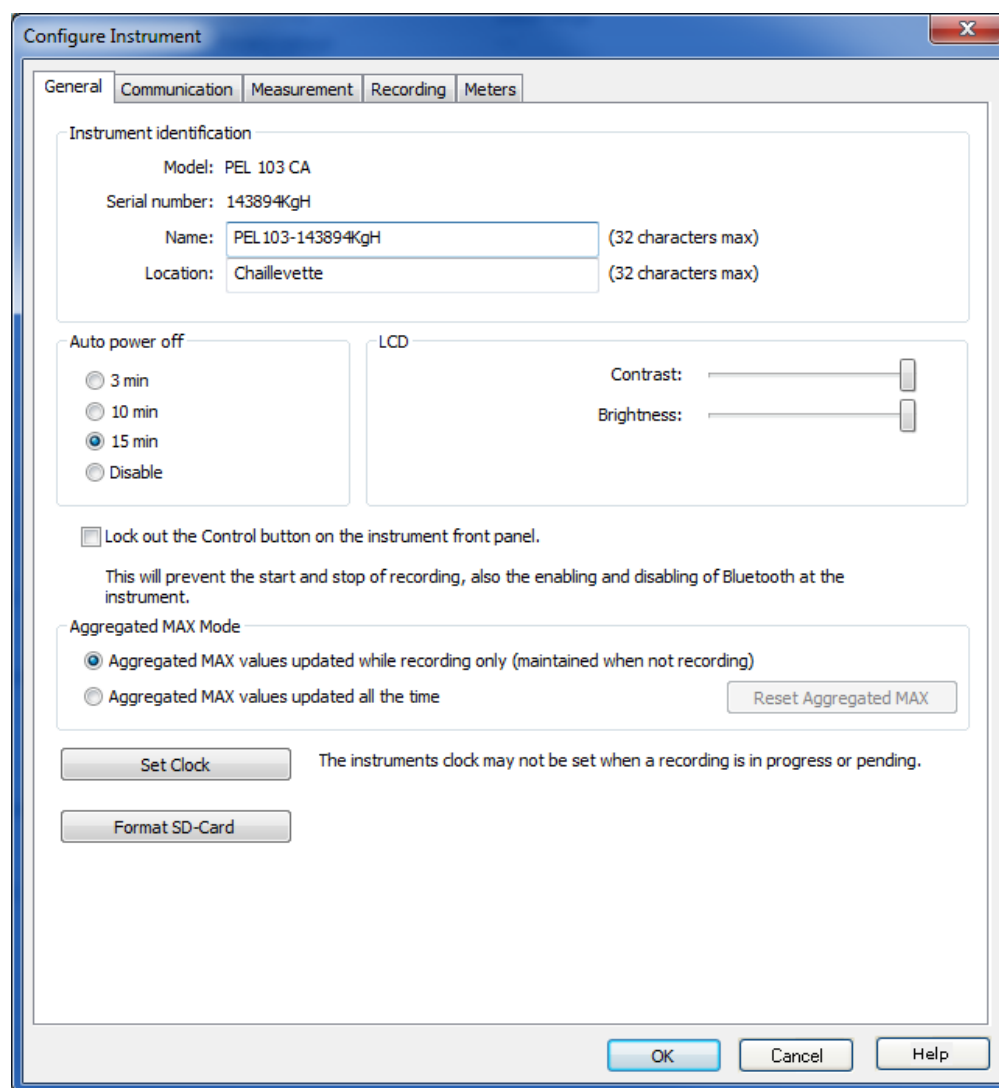 Configure Instrument
General Communication Measurement Recording Meters
Instrument identification
Model: PEL 103 CA
Serial number: 143894KgH
Name: PEL103-143894KgH (32 characters max)
Location: Chaillevette (32 characters max)
Auto power off
3 min
10 min
15 min
Disable
LCD
Contrast:
Brightness:
Lock out the Control button on the instrument front panel.
This will prevent the start and stop of recording, also the enabling and disabling of Bluetooth at the
instrument.
Aggregated MAX Mode
Aggregated MAX values updated while recording only (maintained when not recording)
Aggregated MAX values updated all the time
Reset Aggregated MAX
Set Clock
The instruments clock may not be set when a recording is in progress or pending.
Format SD-Card
OK Cancel Help